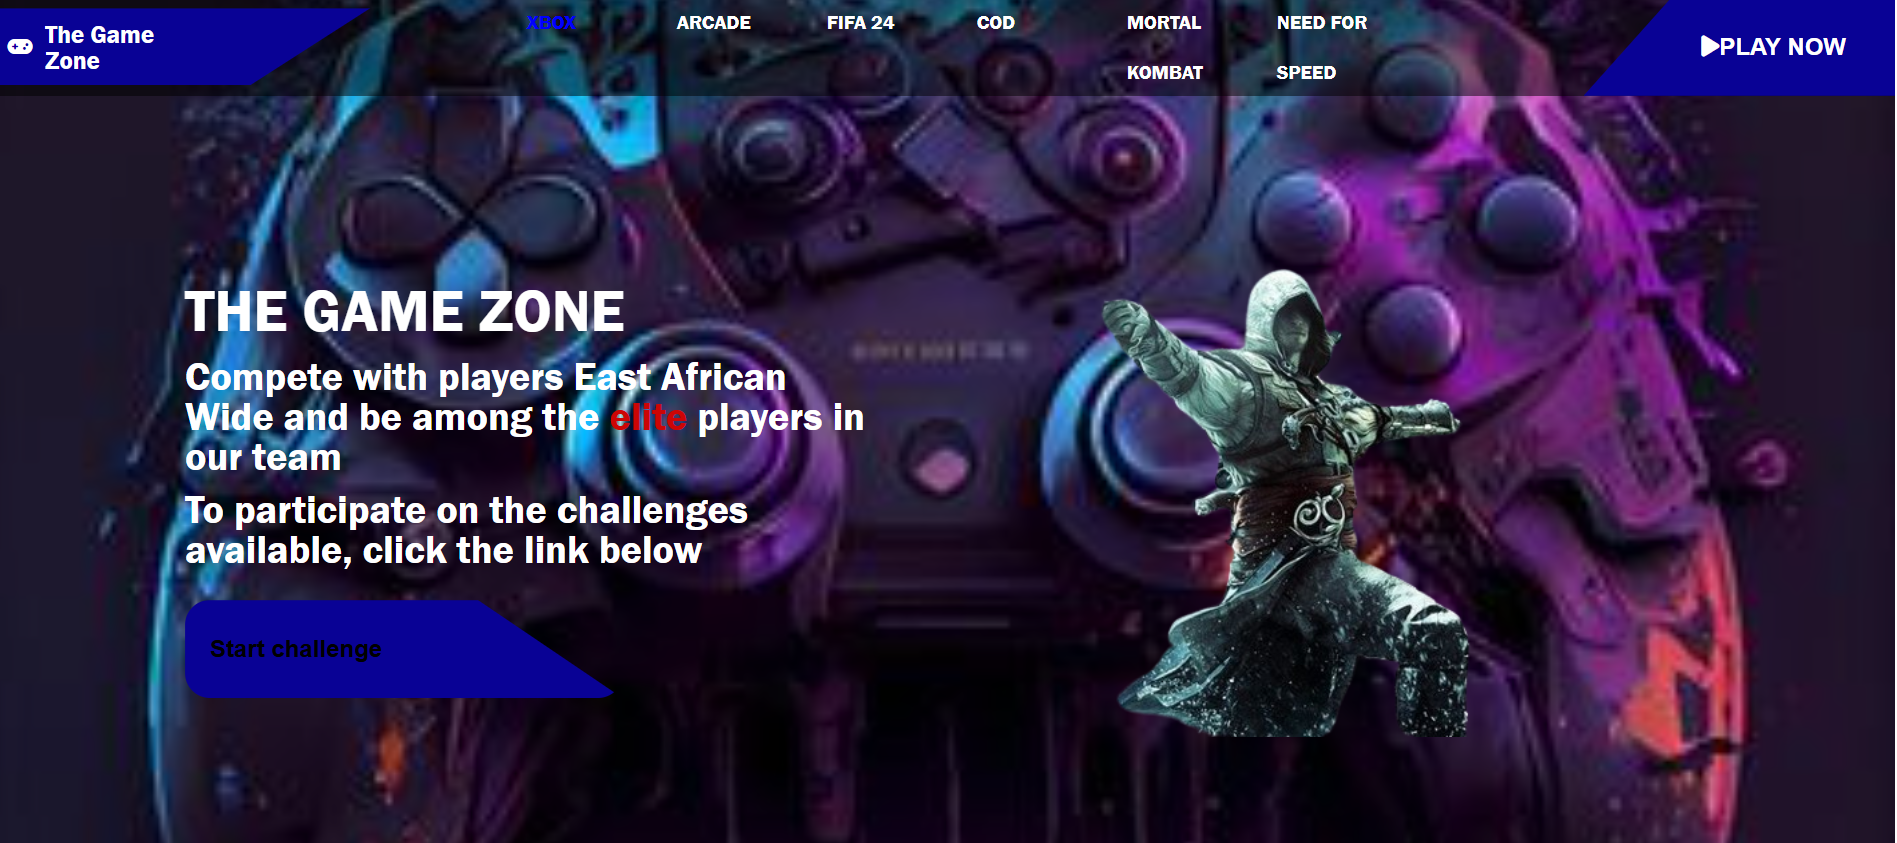 The Game
Zone
XBOX
ARCADE
FIFA 24
COD
MORTAL
KOMBAT
NEED FOR
SPEED
PLAY NOW
THE GAME ZONE
Compete with players East African
Wide and be among the elite players in
our team
To participate on the challenges
available, click the link below
Start challenge